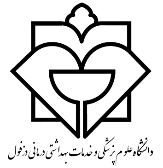 دانشگاه علوم پزشکی و خدمات بهداشتی درمانی دزفول